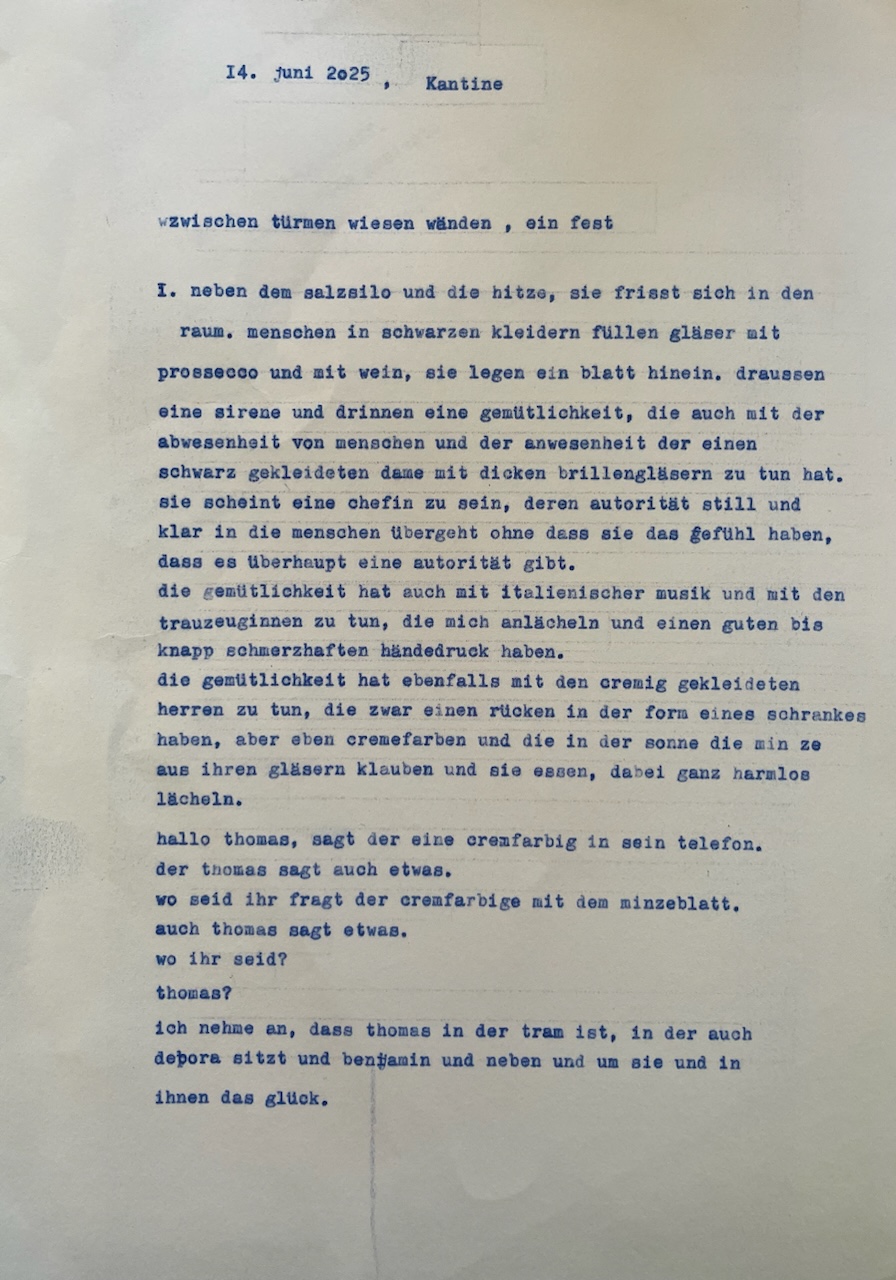 I4. juni 2o25 , Kantine
wzwischen türmen wiesen wänden , ein fest
I. neben dem salzsilo und die hitze, sie frisst sich in den
raum. menschen in schwarzen kleidern füllen gläser mit
prossecco und mit wein, sie legen ein blatt hinein. draussen
eine sirene und drinnen eine gemütlichkeit, die auch mit der
abwesenheit von menschen und der anwesenheit der einen
schwarz gekleideten dame mit dicken brillengläsern zu tun hat.
sie scheint eine chefin zu sein, deren autorität still und
klar in die menschen übergeht ohne dass sie das gefühl haben,
dass es überhaupt eine autorität gibt.
die gemütlichkeit hat auch mit italienischer musik und mit den
trauzeuginnen zu tun, die mich anlächeln und einen guten bis
knapp schmerzhaften händedruck haben.
die gemütlichkeit hat ebenfalls mit den cremig gekleideten
herren zu tun, die zwar einen rücken in der form eines schrankes
haben, aber eben cremefarben und die in der sonne die min ze
aus ihren gläsern klauben und sie essen, dabei ganz harmlos
lächeln.
hallo thomas, sagt der eine cremfarbig in sein telefon.
der thomas sagt auch etwas.
wo seid ihr fragt der cremfarbige mit dem minzeblatt.
auch thomas sagt etwas.
wo ihr seid?
thomas?
ich nehme an, dass thomas in der tram ist, in der auch
debora sitzt und benjamin und neben und um sie und in
ihnen das glück.